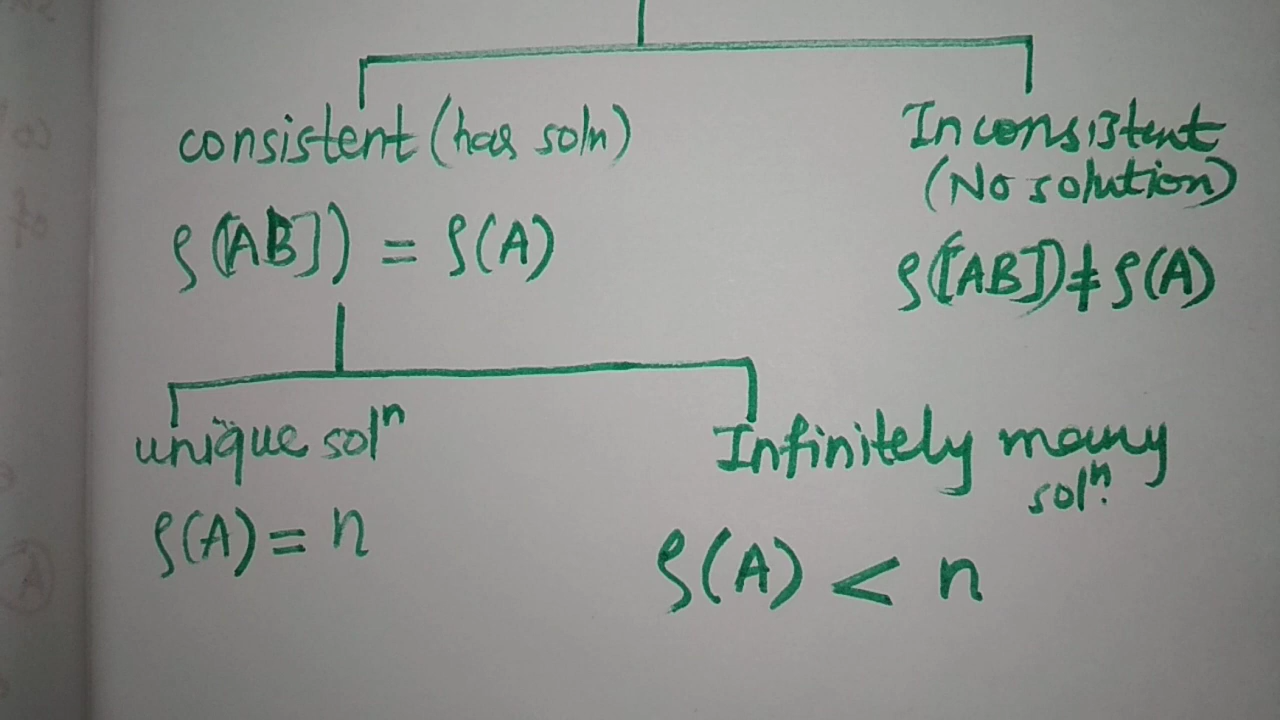 consistent (has soln)
Inconsistent
(No solution)
ρ([AB]) = ρ(A)
ρ([AB]) ≠ ρ(A)
unique solⁿ
Infinitely many
solⁿ.
ρ(A) = n
ρ(A) < n